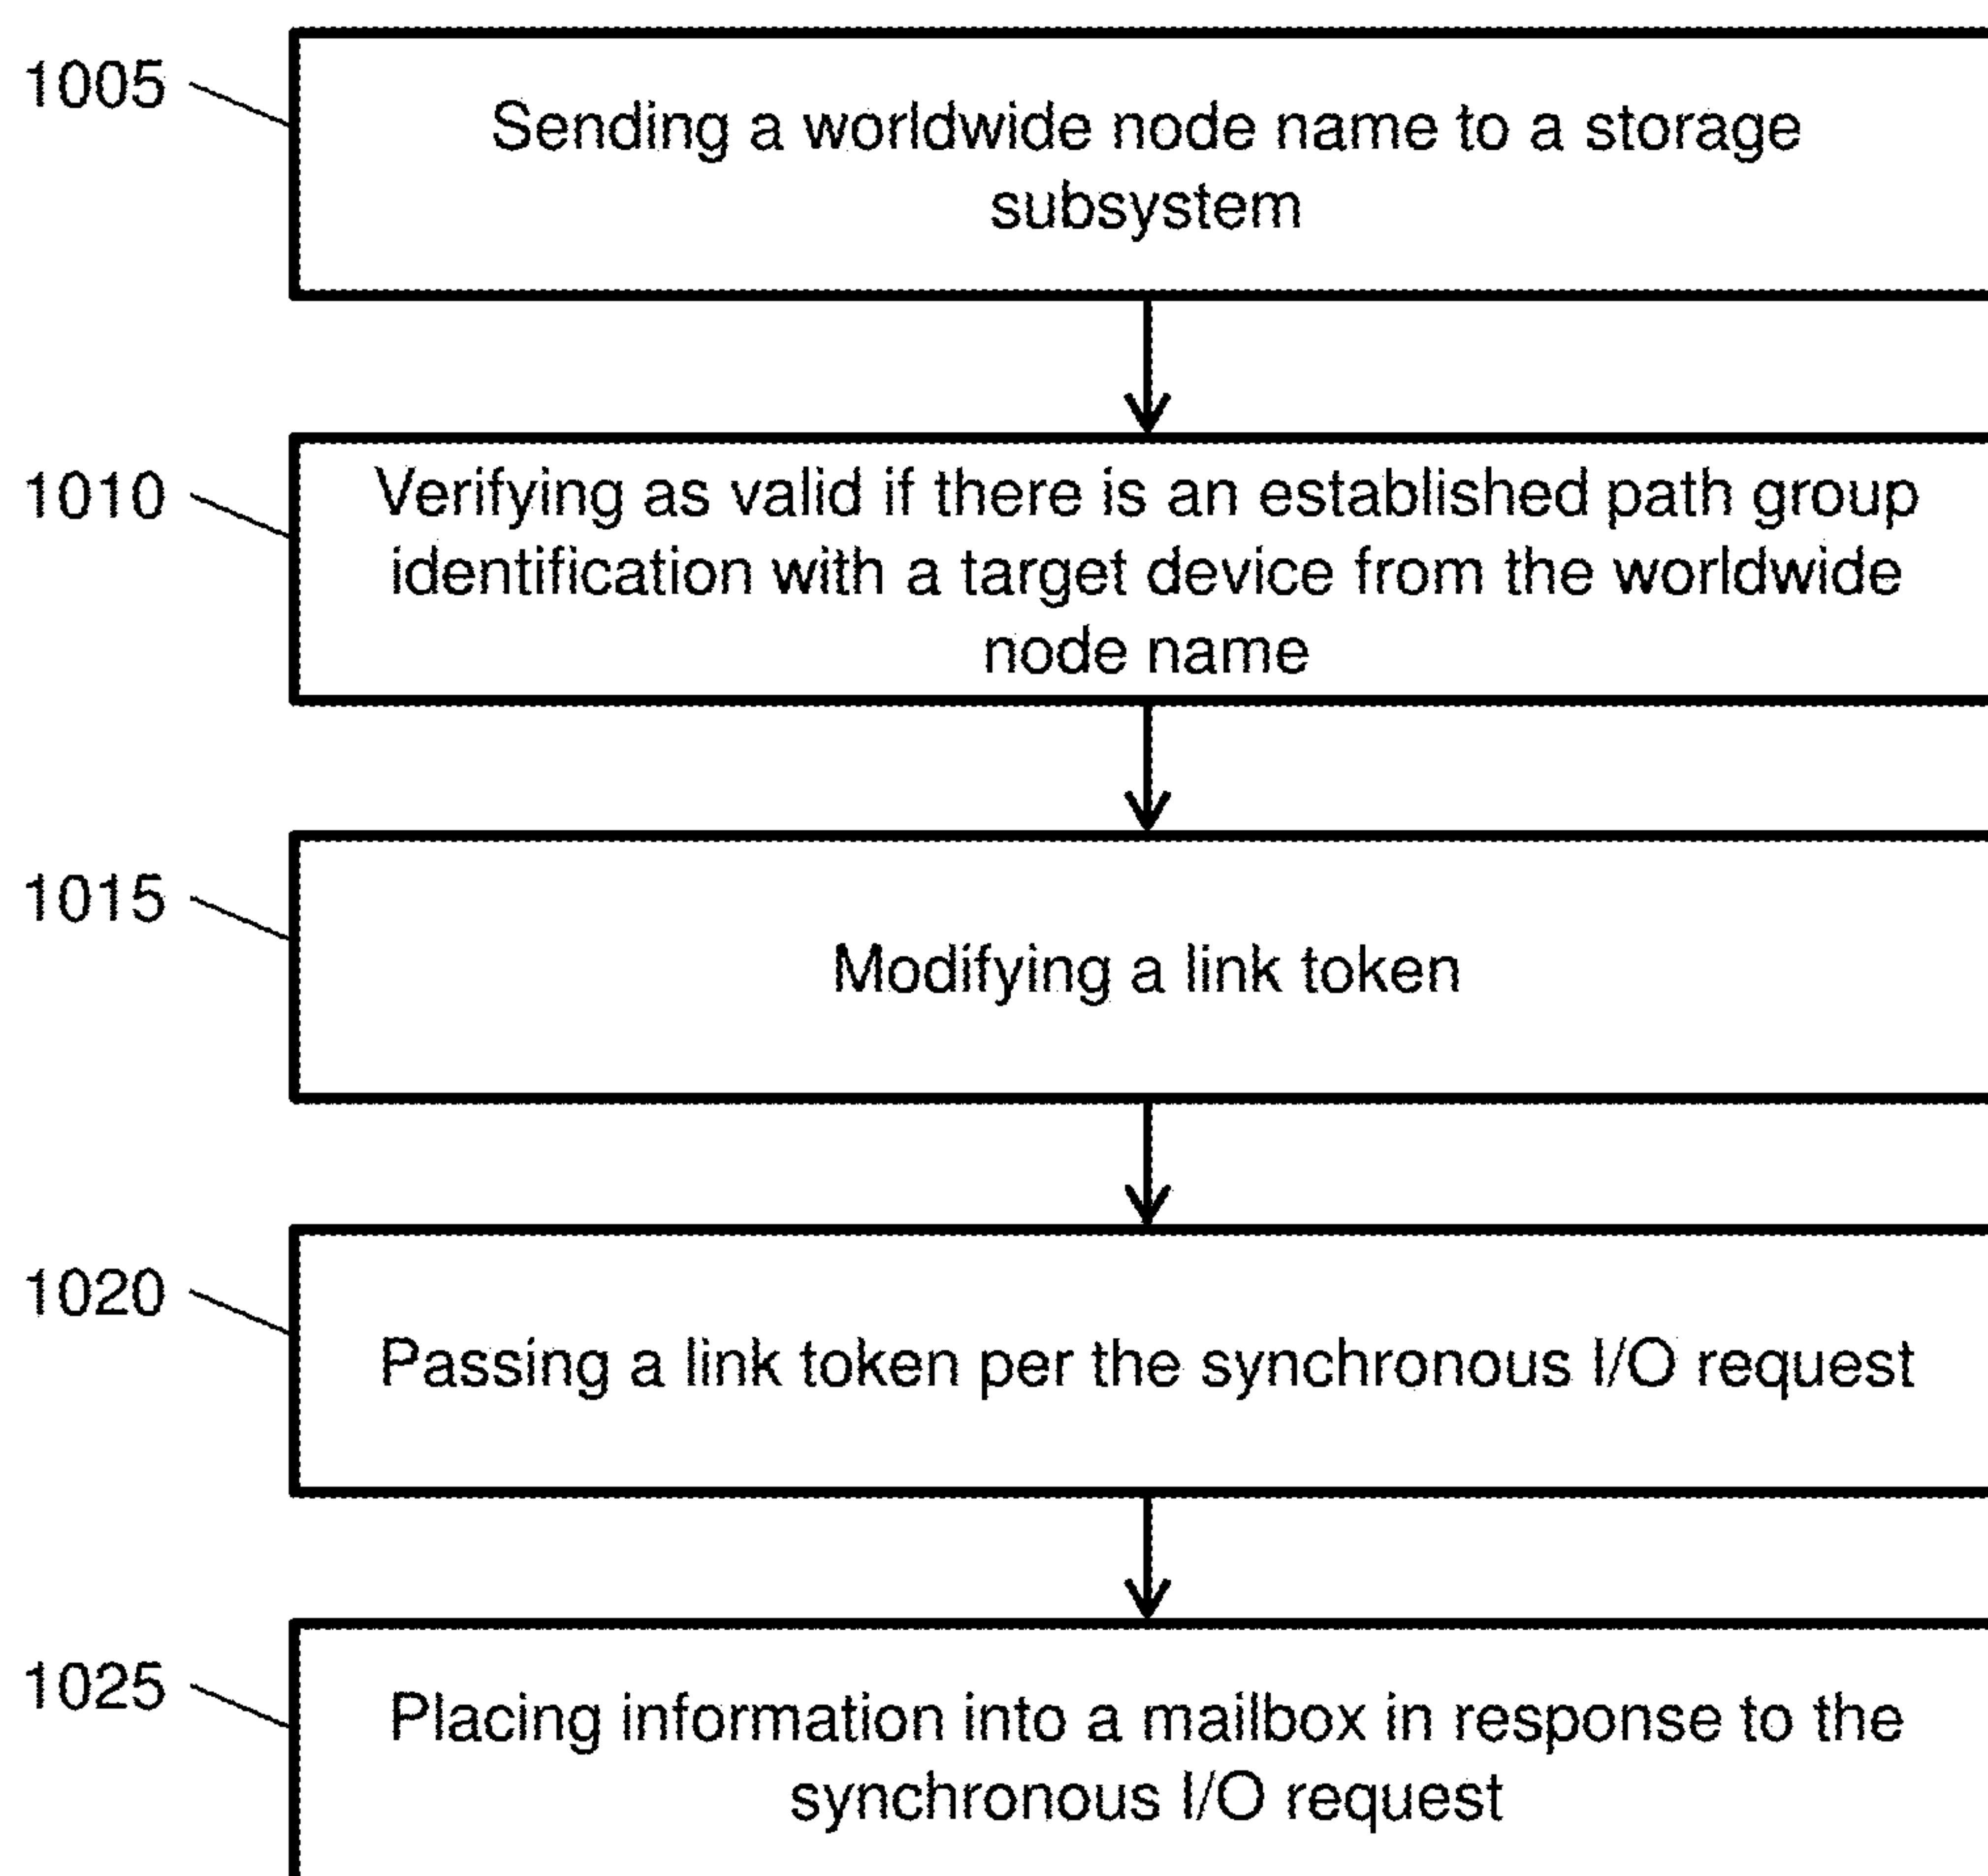 1005
Sending a worldwide node name to a storage
subsystem
1010
Verifying as valid if there is an established path group
identification with a target device from the worldwide
node name
1015
Modifying a link token
1020
Passing a link token per the synchronous I/O request
1025
Placing information into a mailbox in response to the
synchronous I/O request